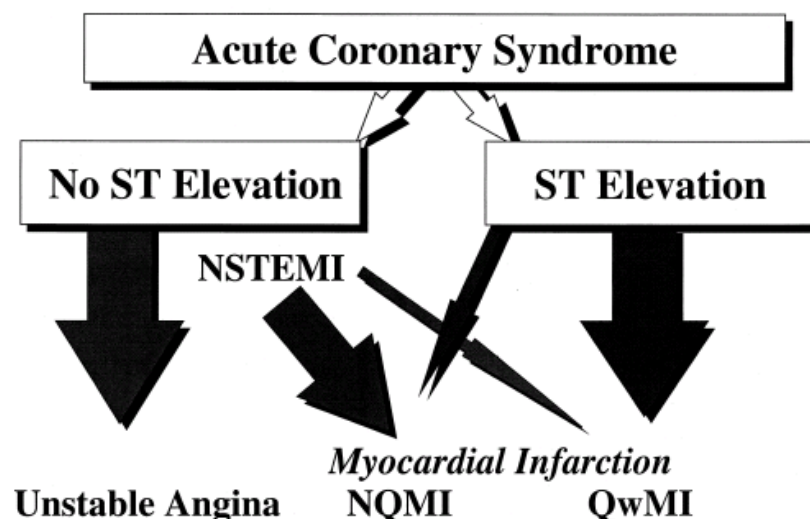 Acute Coronary Syndrome
No ST Elevation
ST Elevation
NSTEMI
Myocardial Infarction
Unstable Angina
NQMI
QwMI